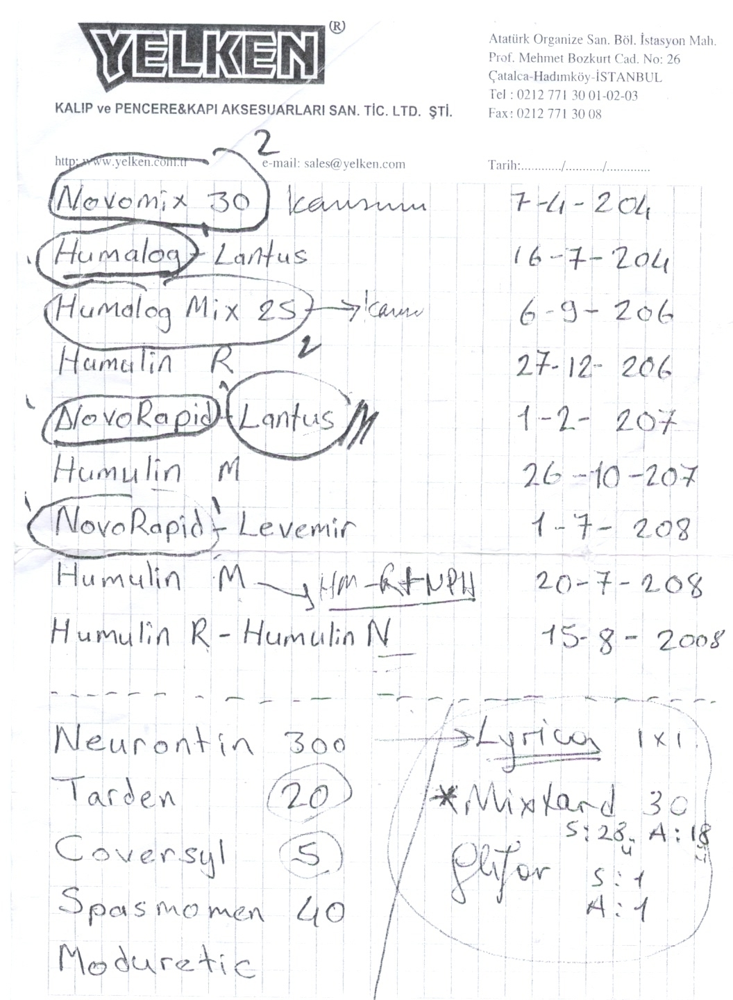 YELKEN (R)
KALIP ve PENCERE&KAPI AKSESUARLARI SAN. TİC. LTD. ŞTİ.
Atatürk Organize San. Böl. İstasyon Mah.
Prof. Mehmet Bozkurt Cad. No: 26
Çatalca-Hadımköy-İSTANBUL
Tel : 0212 771 30 01-02-03
Fax: 0212 771 30 08
http: www.yelken.com.tr e-mail: sales@yelken.com Tarih:............/.........../.............
2
Novomix 30 7-4-204
Humalog - Lantus 16-7-204
Humalog Mix 25 → 6-9-206
2
Humulin R 27-12-206
NovoRapid - Lantus M 1-2-207
Humulin M 26-10-207
NovoRapid - Levemir 1-7-208
Humulin M → HM-R+NPH 20-7-208
Humulin R - Humulin N 15-8-2008
Neurontin 300 → Lyrica 1x1
Tarden 20
*Mixtard 30
S:28 A:18
Coversyl 5
Glifor S:1
A:1
Spasmomen 40
Moduretic